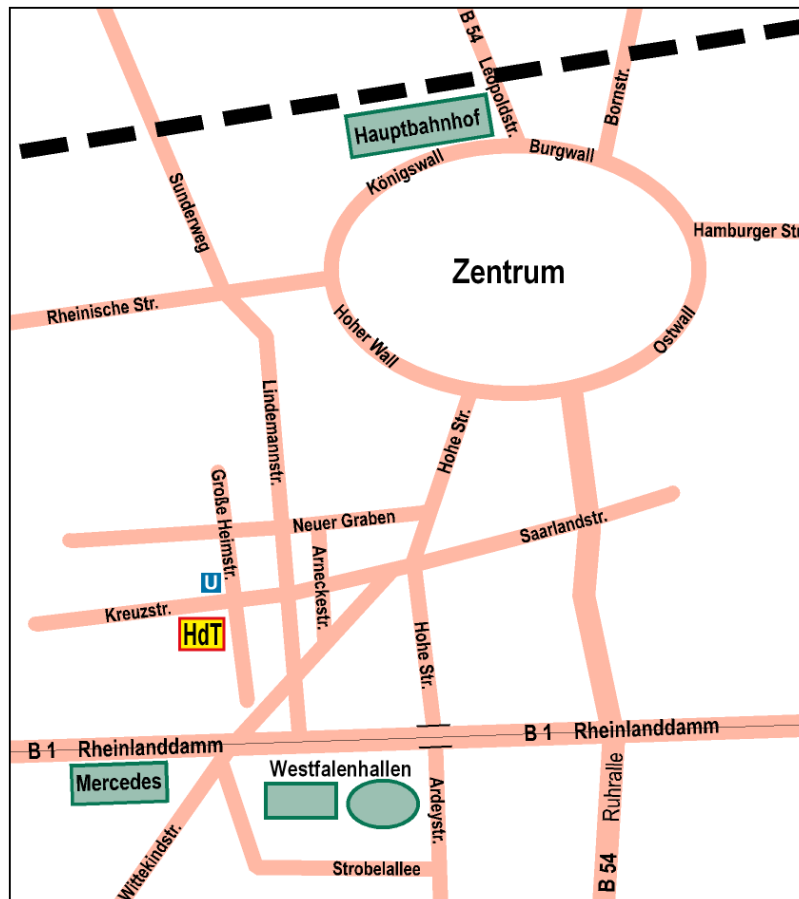 B 54
Leopoldstr.
Bornstr.
Hauptbahnhof
Burgwall
Königswall
Sunderweg
Hamburger Str
Zentrum
Rheinische Str.
Hoher Wall
Ostwall
Lindemannstr.
Hohe Str.
Große Heimstr.
Neuer Graben
Saarlandstr.
Arneckestr.
U
Kreuzstr.
HdT
Hohe Str.
B 1 Rheinlanddamm
B 1 Rheinlanddamm
Mercedes
Westfalenhallen
Ardeystr.
Ruhralle
Wittekindstr.
Strobelallee
B 54